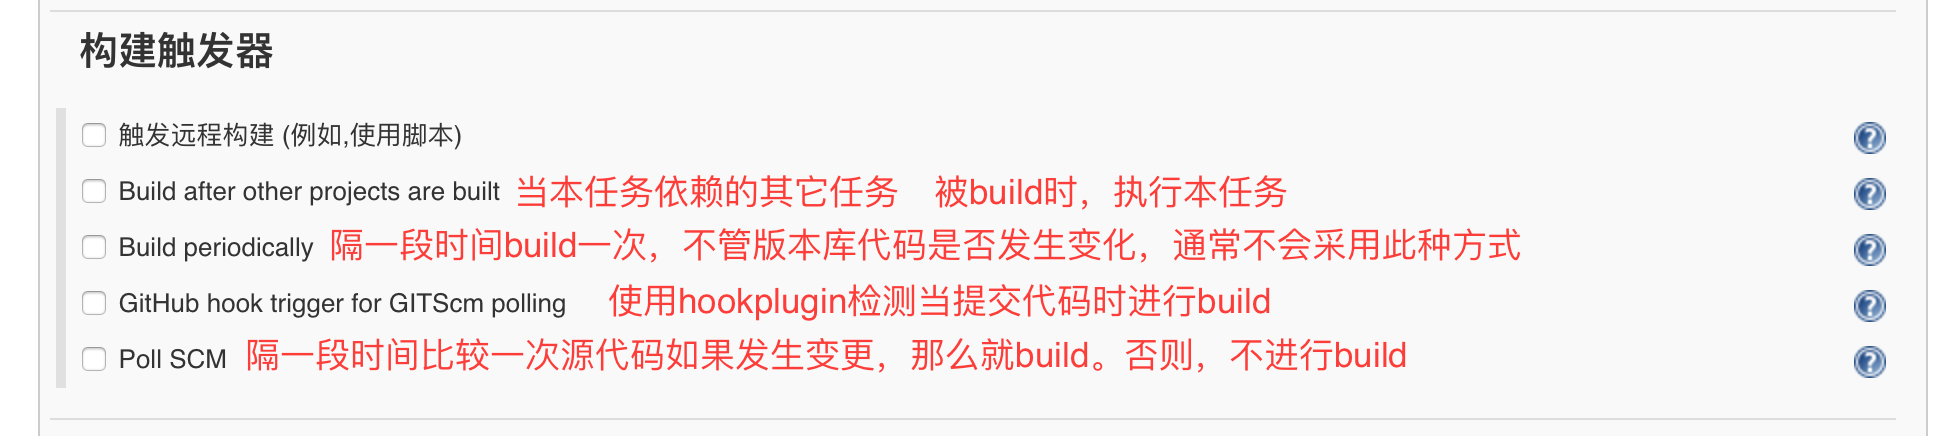 构建触发器
触发远程构建 (例如,使用脚本)
Build after other projects are built 当本任务依赖的其它任务 被build时，执行本任务
Build periodically 隔一段时间build一次，不管版本库代码是否发生变化，通常不会采用此种方式
GitHub hook trigger for GITScm polling 使用hookplugin检测当提交代码时进行build
Poll SCM 隔一段时间比较一次源代码如果发生变更，那么就build。否则，不进行build